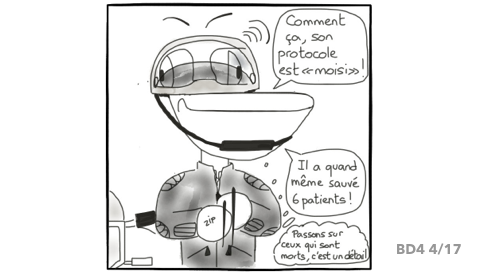 Comment
ça, son
protocole
est «moisi»!
Il a quand
même sauvé
6 patients!
ZIP
Passons sur
ceux qui sont
morts, c'est un détail
BD4 4/17